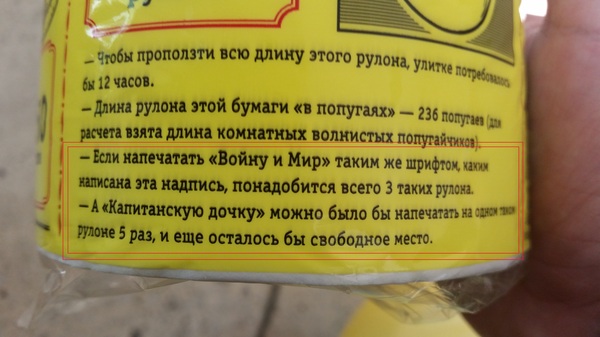 — Чтобы проползти всю длину этого рулона, улитке потребовалось
бы 12 часов.
— Длина рулона этой бумаги «в попугаях» — 236 попугаев (для
расчета взята длина комнатных волнистых попугайчиков).
— Если напечатать «Войну и Мир» таким же шрифтом, каким
написана эта надпись, понадобится всего 3 таких рулона.
— А «Капитанскую дочку» можно было бы напечатать на одном таком
рулоне 5 раз, и еще осталось бы свободное место.